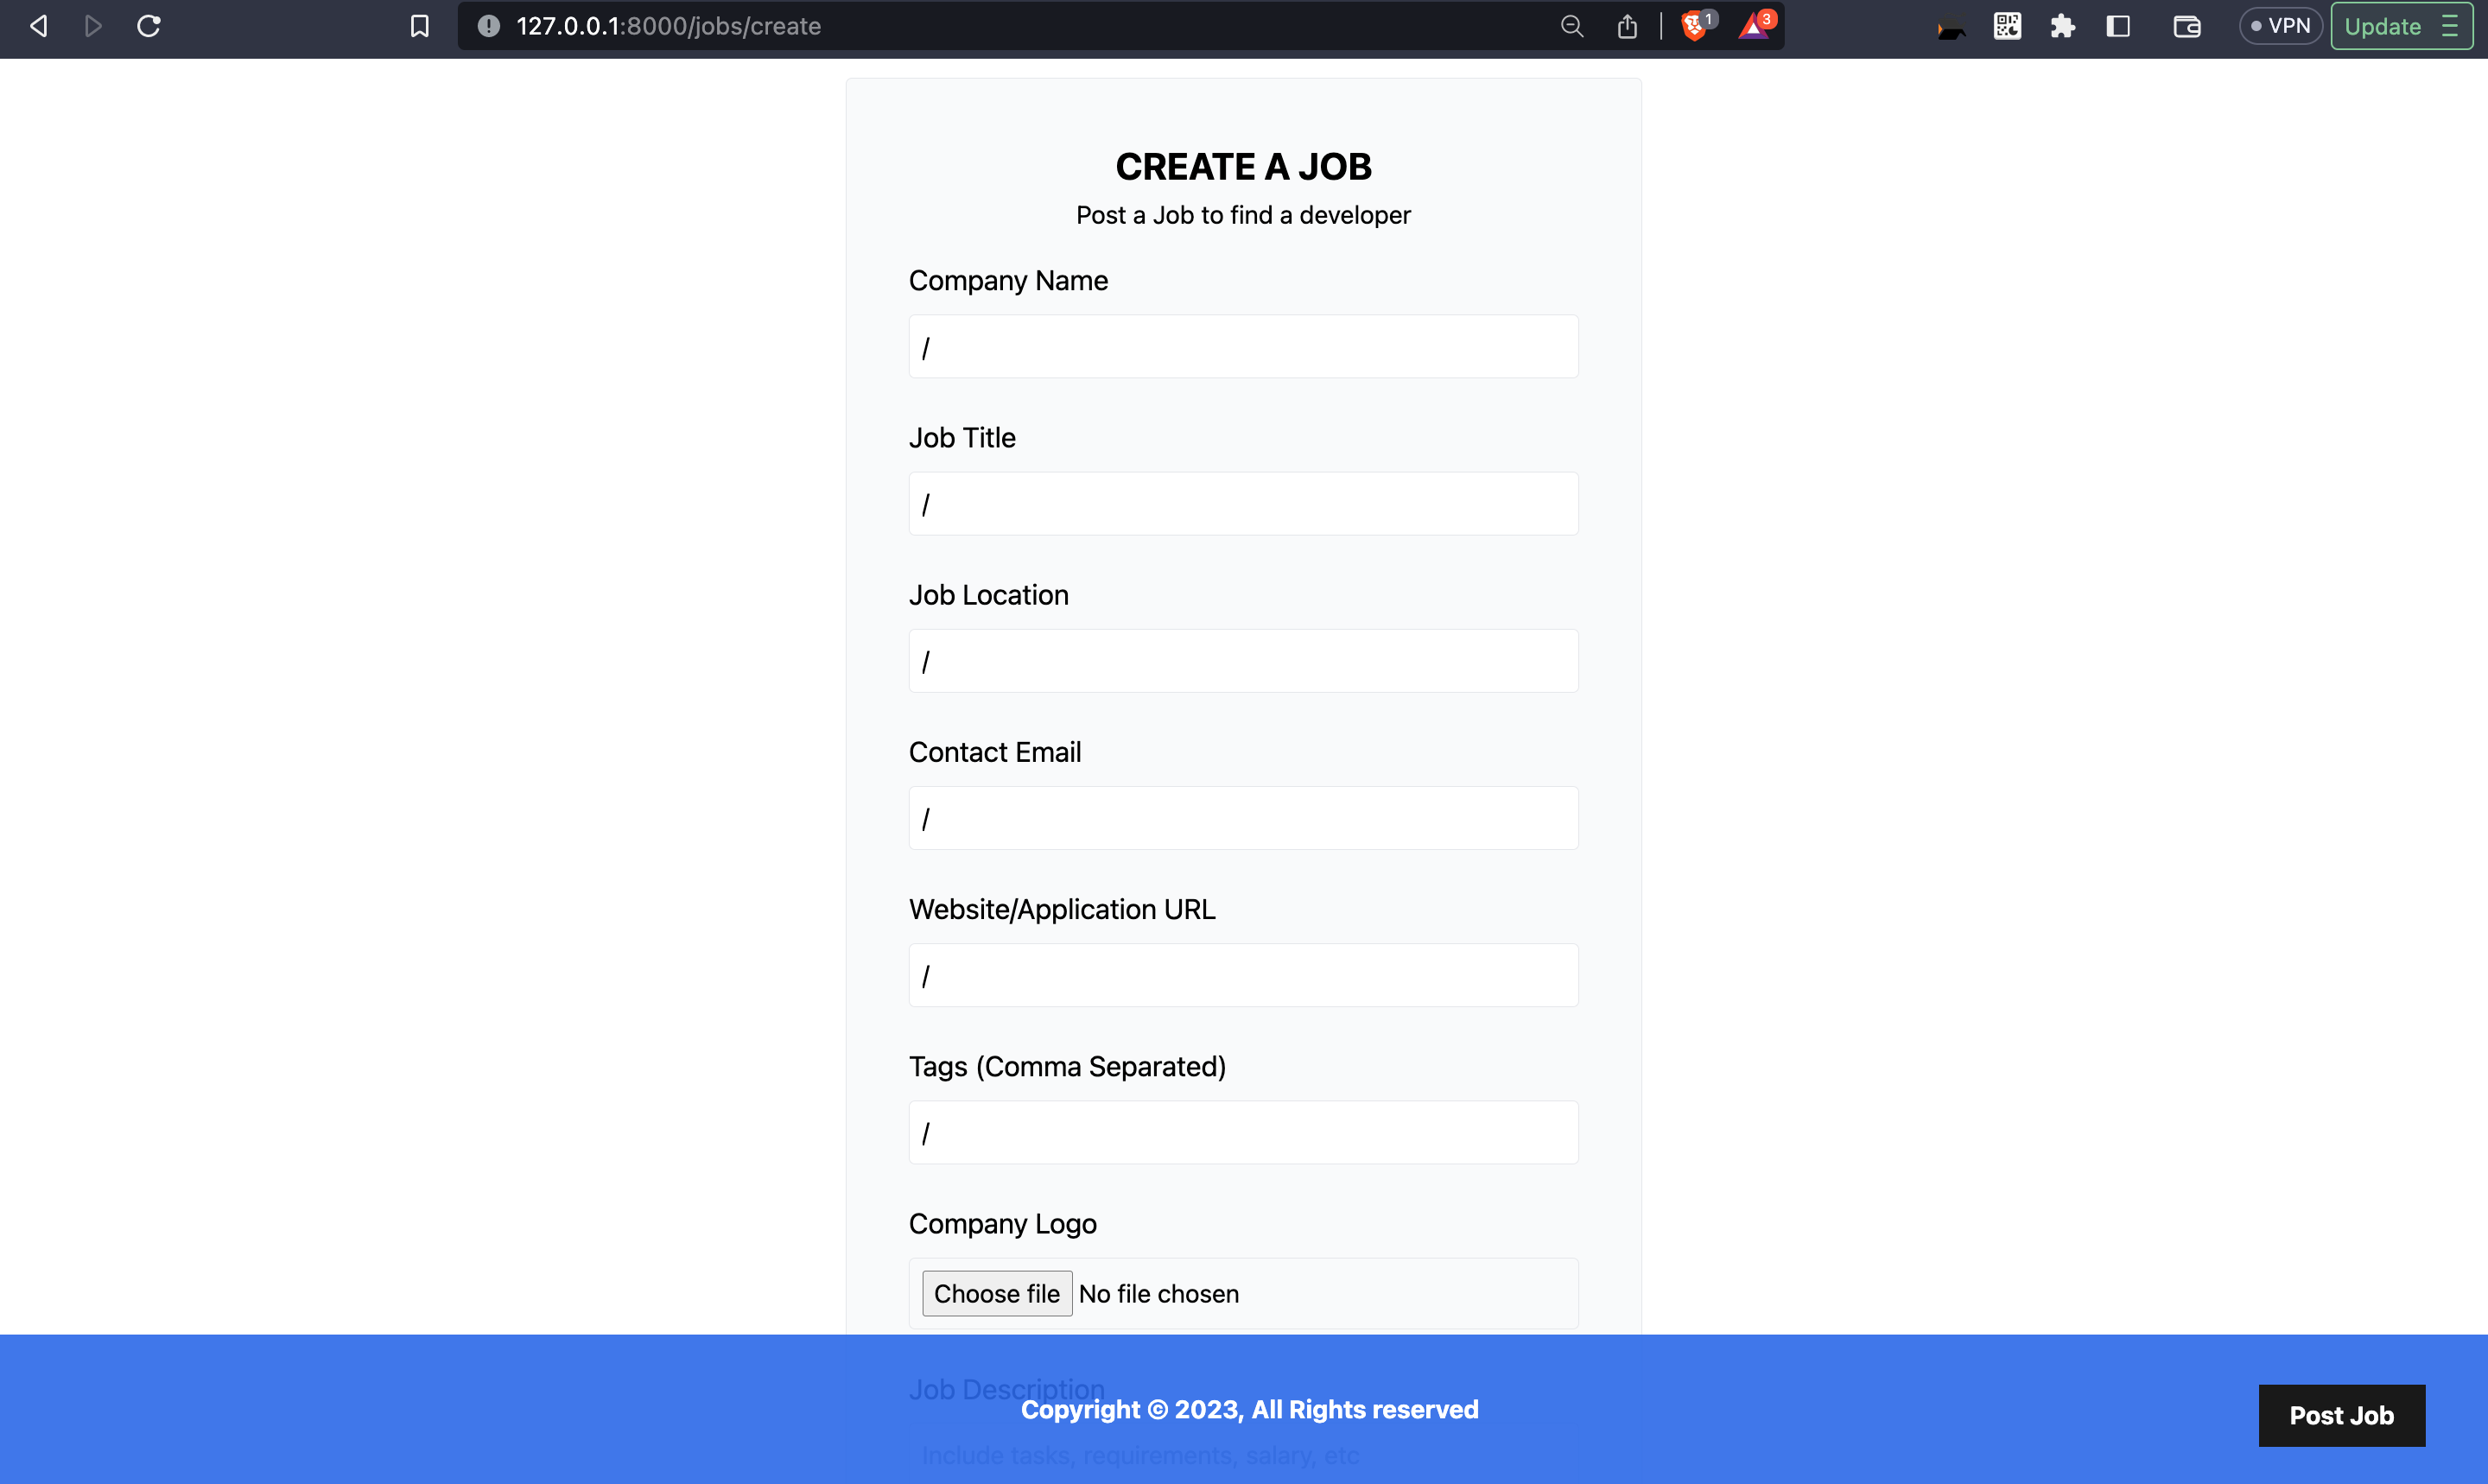 127.0.0.1:8000/jobs/create
1
3
VPN
Update
CREATE A JOB
Post a Job to find a developer
Company Name
/
Job Title
/
Job Location
/
Contact Email
/
Website/Application URL
/
Tags (Comma Separated)
/
Company Logo
Choose file No file chosen
Job Description
Copyright © 2023, All Rights reserved
Post Job
Include tasks, requirements, salary, etc